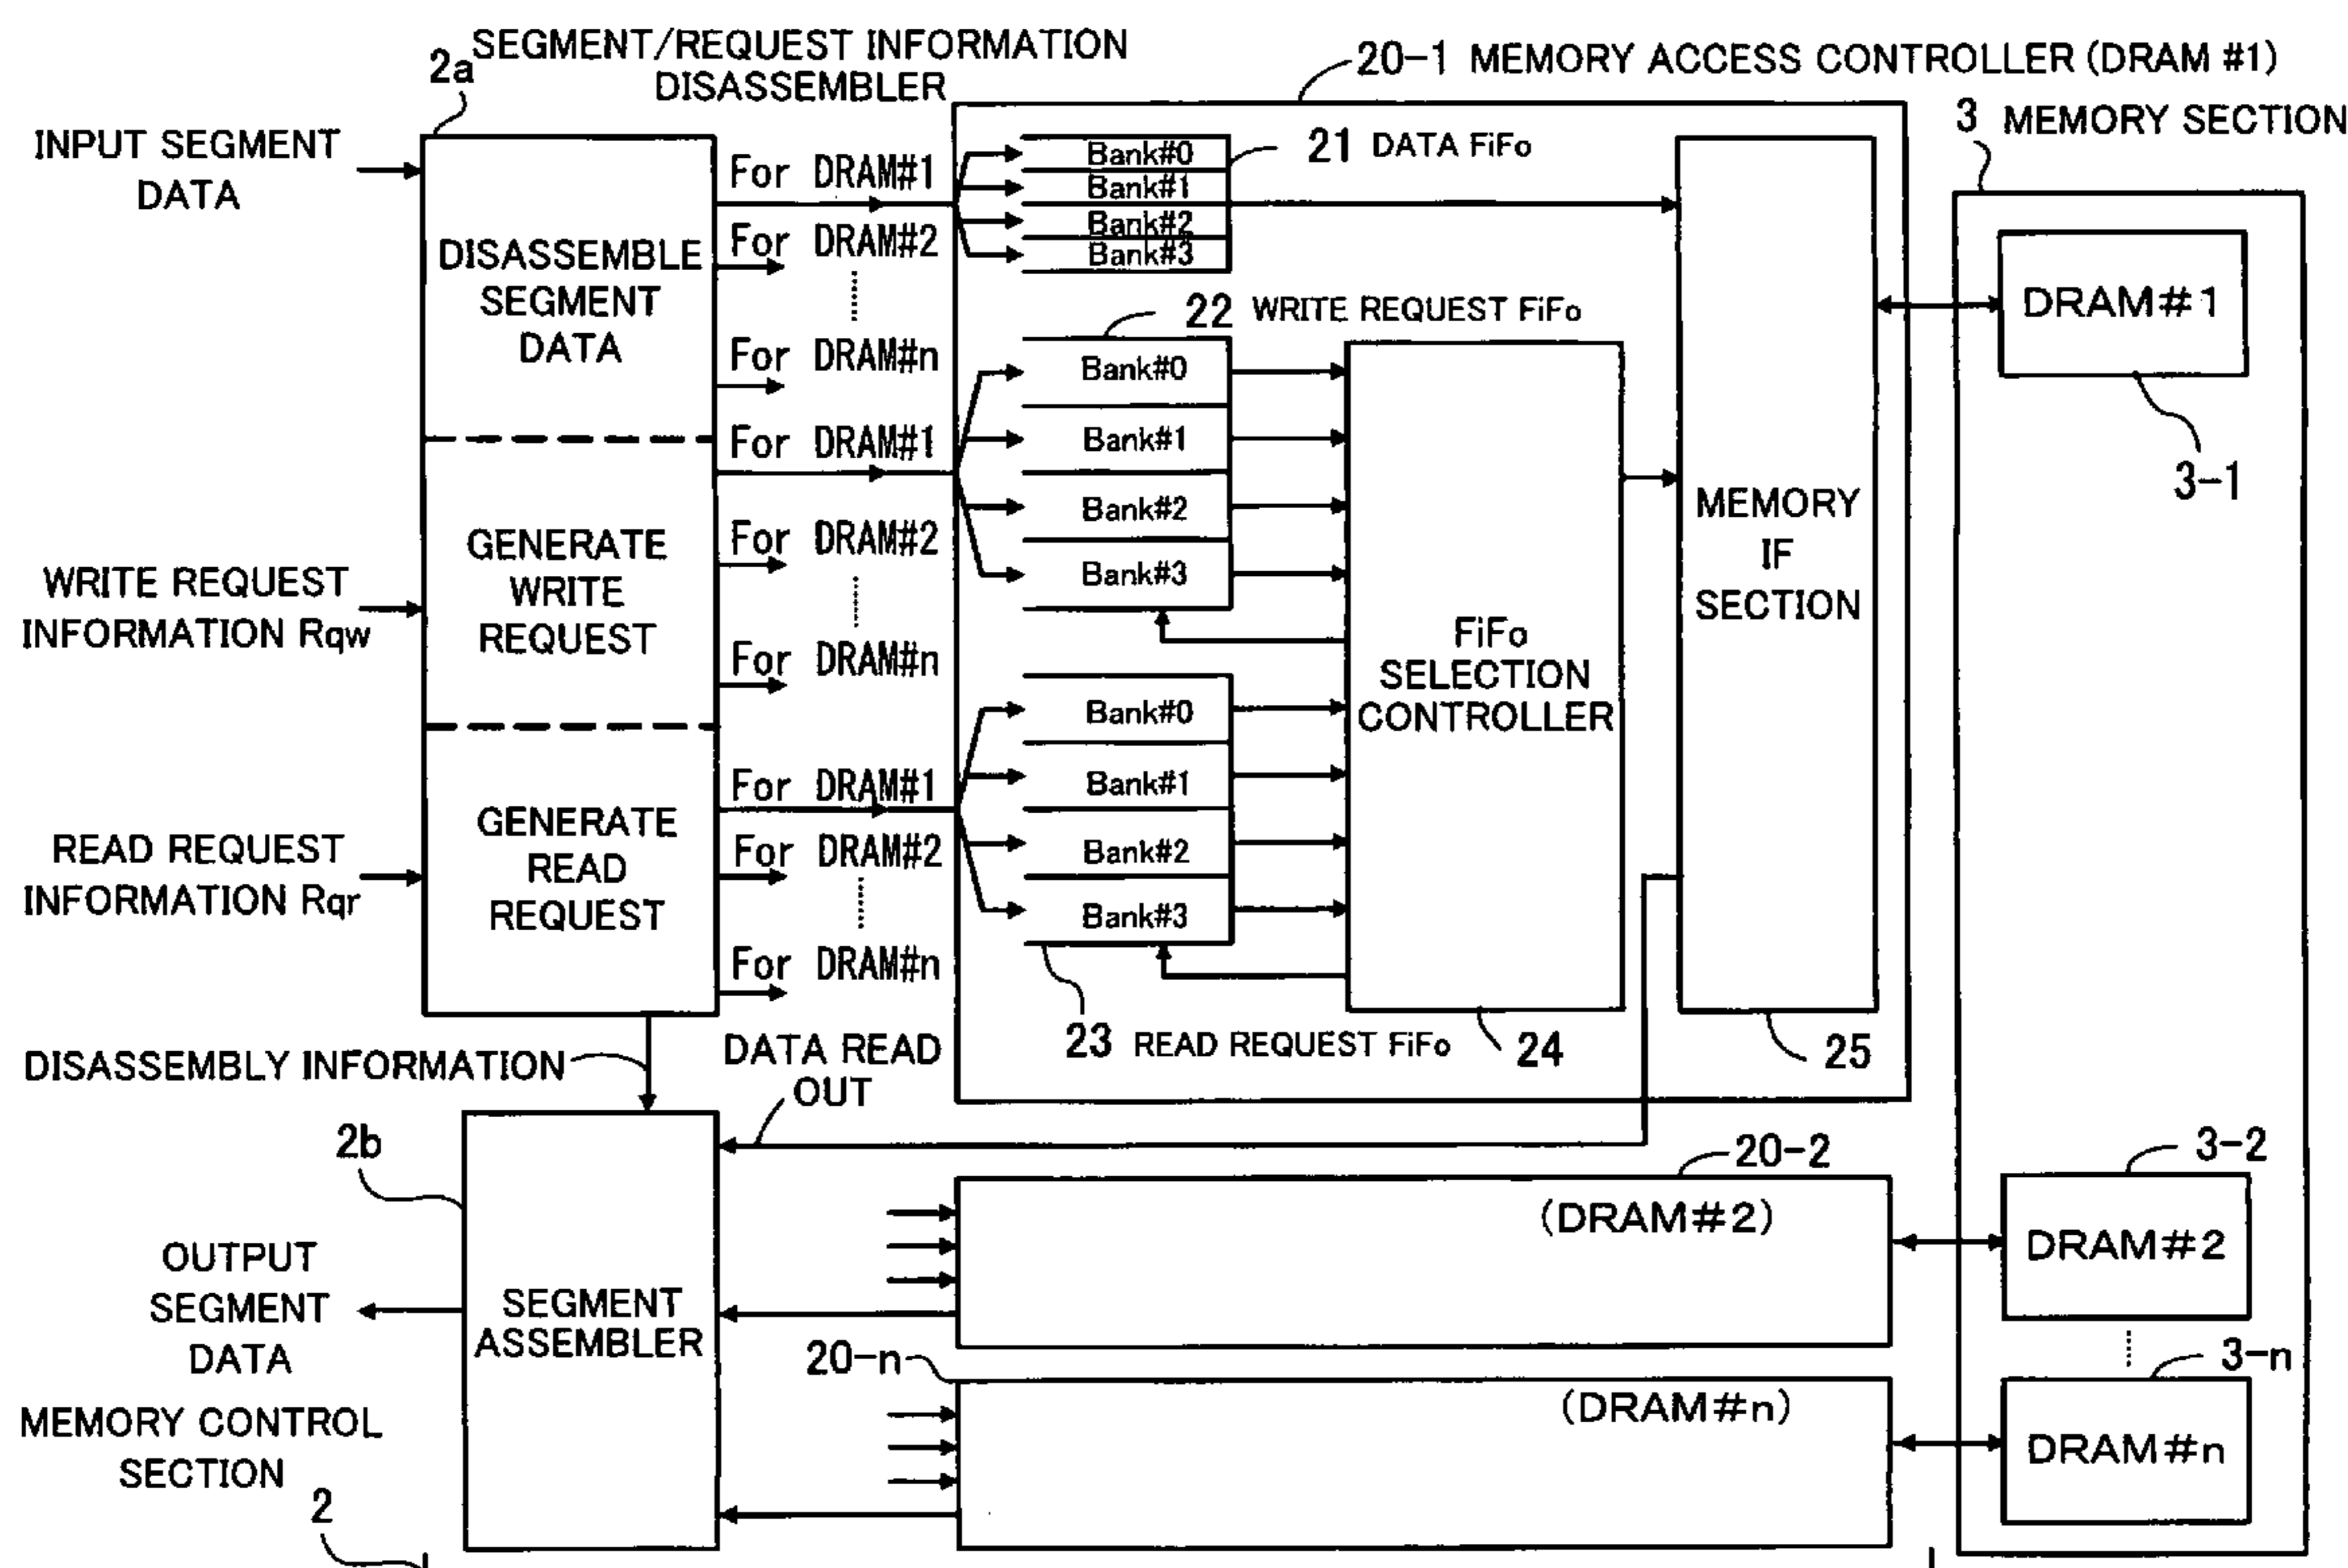 SEGMENT/REQUEST INFORMATION
DISASSEMBLER
2a
20-1 MEMORY ACCESS CONTROLLER (DRAM #1)
3 MEMORY SECTION
INPUT SEGMENT
DATA
DISASSEMBLE
SEGMENT
DATA
For DRAM#1
For DRAM#2
For DRAM#n
Bank#0
Bank#1
Bank#2
Bank#3
21 DATA FiFo
DRAM#1
3-1
WRITE REQUEST
INFORMATION Rqw
GENERATE
WRITE
REQUEST
For DRAM#1
For DRAM#2
For DRAM#n
22 WRITE REQUEST FiFo
Bank#0
Bank#1
Bank#2
Bank#3
FiFo
SELECTION
CONTROLLER
MEMORY
IF
SECTION
READ REQUEST
INFORMATION Rqr
GENERATE
READ
REQUEST
For DRAM#1
For DRAM#2
For DRAM#n
Bank#0
Bank#1
Bank#2
Bank#3
23 READ REQUEST FiFo
24
25
DISASSEMBLY INFORMATION
DATA READ
OUT
2b
SEGMENT
ASSEMBLER
OUTPUT
SEGMENT
DATA
20-2
(DRAM#2)
3-2
DRAM#2
20-n
(DRAM#n)
3-n
DRAM#n
MEMORY CONTROL
SECTION
2